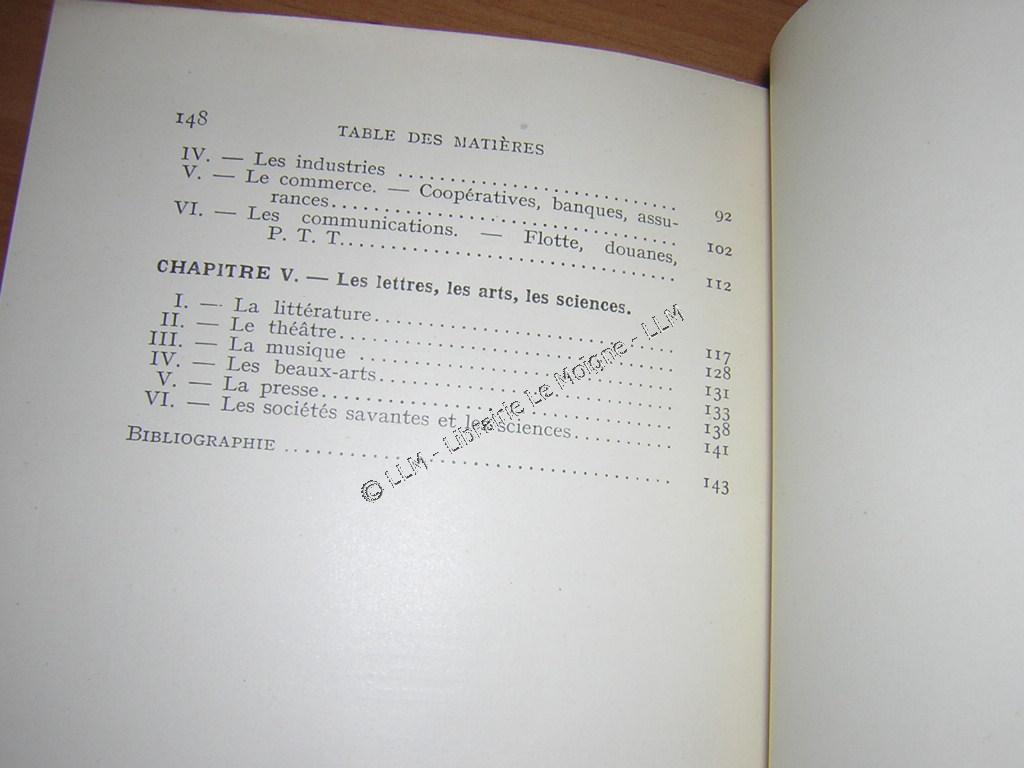 148
TABLE DES MATIÈRES
IV. — Les industries ........................ 92
V. — Le commerce. — Coopératives, banques, assu-
rances........................ 102
VI. — Les communications. — Flotte, douanes,
P. T. T........................ 112
CHAPITRE V. — Les lettres, les arts, les sciences.
I. — La littérature........................ 117
II. — Le théâtre........................ 128
III. — La musique ........................ 131
IV. — Les beaux-arts........................ 133
V. — La presse........................ 138
VI. — Les sociétés savantes et les sciences.......... 141
BIBLIOGRAPHIE ........................ 143
© LLM - Librairie Le Moigne - LLM